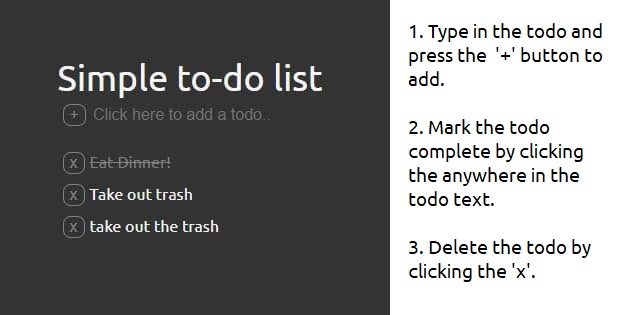 Simple to-do list
+ Click here to add a todo..
x Eat Dinner!
x Take out trash
x take out the trash
1. Type in the todo and
press the '+' button to
add.
2. Mark the todo
complete by clicking
the anywhere in the
todo text.
3. Delete the todo by
clicking the 'x'.